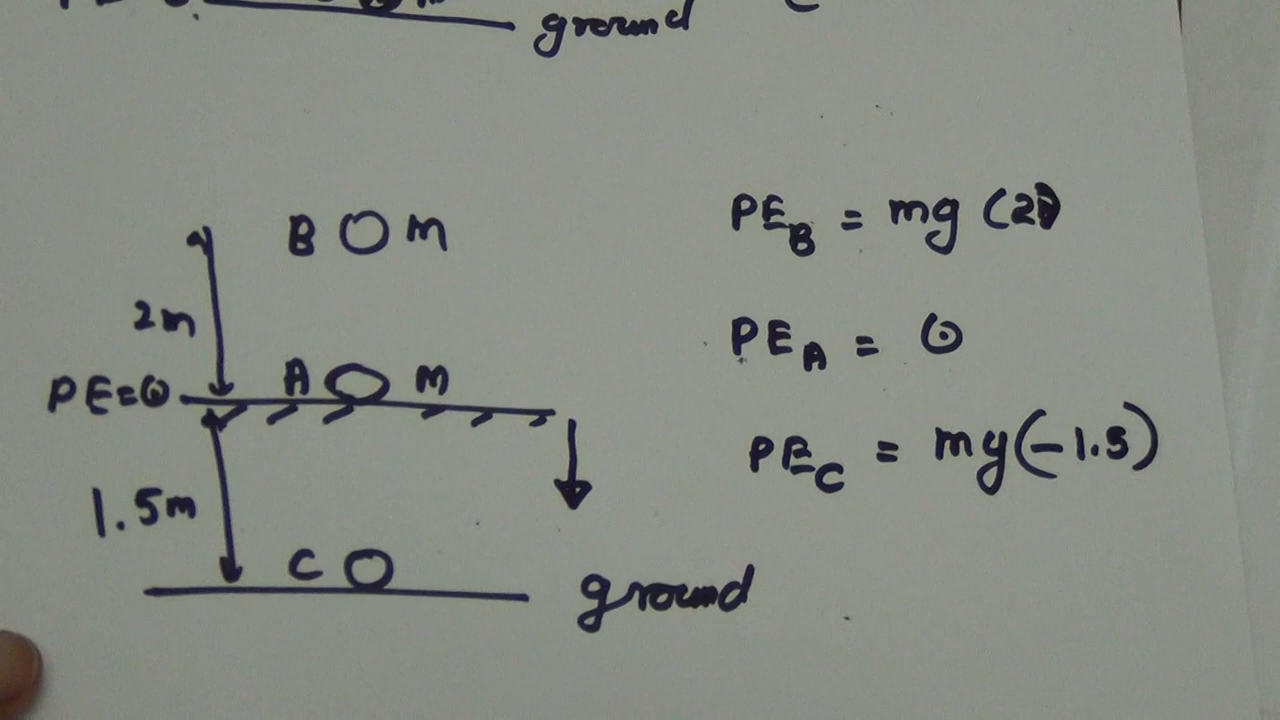 ground
B m
PE_B = mg (2)
2m
PE_A = 0
PE=0 A m
PE_C = mg(-1.5)
1.5m
C
ground